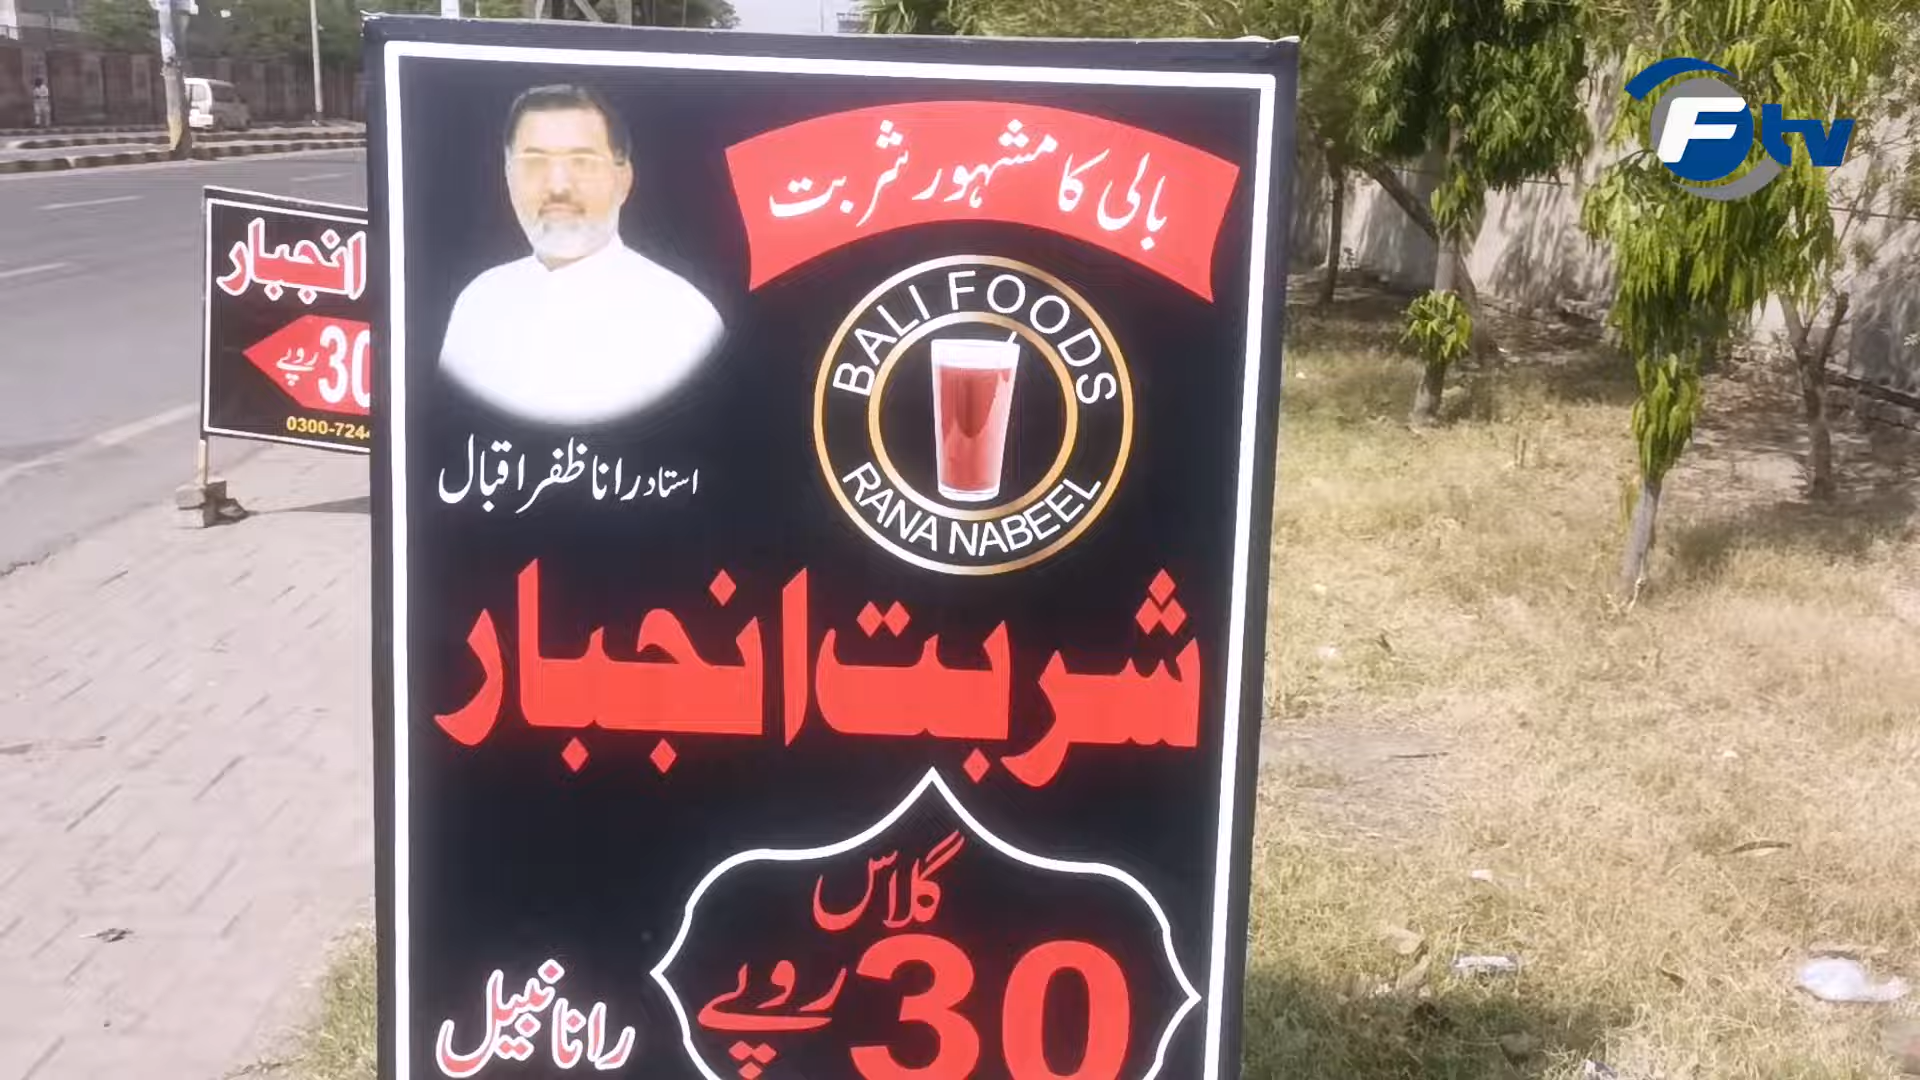 Ftv
بالی کا مشہور شربت
BALI FOODS
RANA NABEEL
استاد رانا ظفر اقبال
شربت انجبار
گلاس
30 روپے
رانا نبیل
انجبار
30 روپے
0300-724